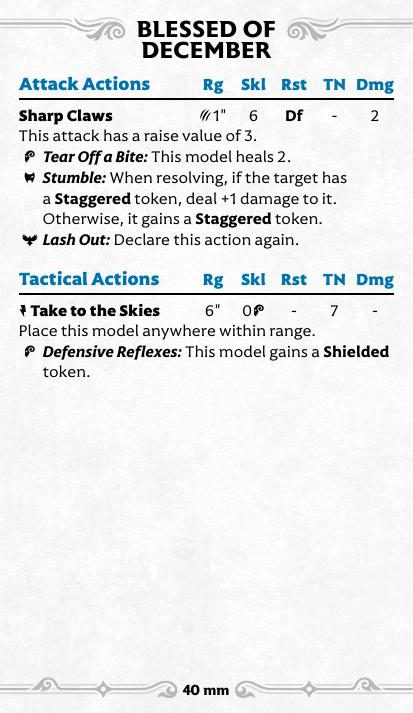 BLESSED OF
DECEMBER
Attack Actions Rg Skl Rst TN Dmg
Sharp Claws 1" 6 Df - 2
This attack has a raise value of 3.
Tear Off a Bite: This model heals 2.
Stumble: When resolving, if the target has
a Staggered token, deal +1 damage to it.
Otherwise, it gains a Staggered token.
Lash Out: Declare this action again.
Tactical Actions Rg Skl Rst TN Dmg
Take to the Skies 6" 0 - 7 -
Place this model anywhere within range.
Defensive Reflexes: This model gains a Shielded
token.
40 mm